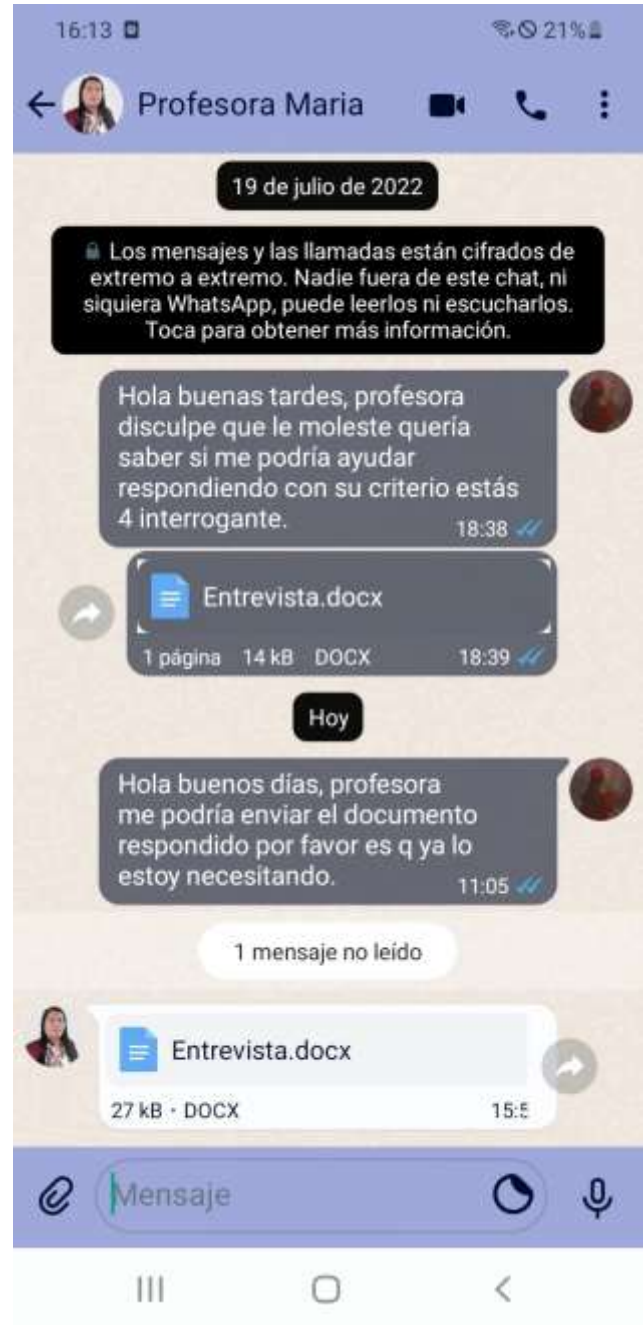 16:13
21%
Profesora Maria
19 de julio de 2022
Los mensajes y las llamadas están cifrados de
extremo a extremo. Nadie fuera de este chat, ni
siquiera WhatsApp, puede leerlos ni escucharlos.
Toca para obtener más información.
Hola buenas tardes, profesora
disculpe que le moleste quería
saber si me podría ayudar
respondiendo con su criterio estás
4 interrogante.
18:38
Entrevista.docx
1 página 14 kB DOCX 18:39
Hoy
Hola buenos días, profesora
me podría enviar el documento
respondido por favor es q ya lo
estoy necesitando.
11:05
1 mensaje no leído
Entrevista.docx
27 kB · DOCX
Mensaje